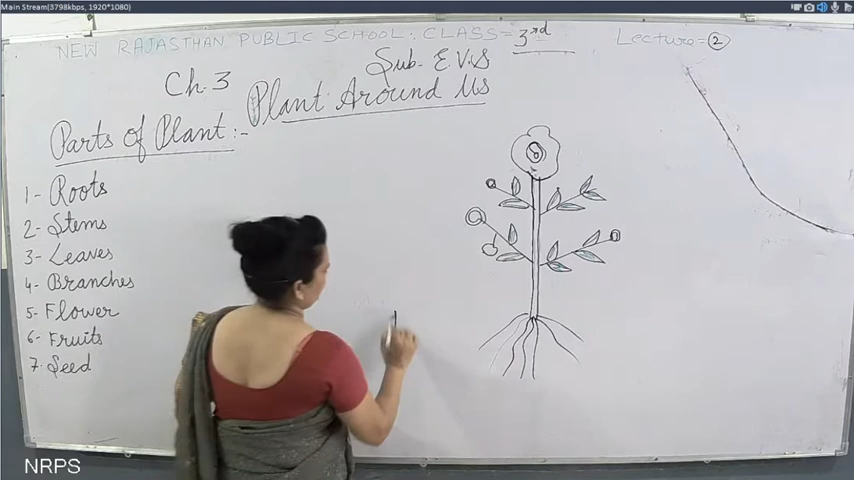 Main Stream(3798kbps, 1920*1080)
NEW RAJASTHAN PUBLIC SCHOOL: CLASS= 3rd Lecture=②
Sub- E.V.S
Ch. 3
Plant Around Us
Parts of Plant:-
1- Roots
2- Stems
3- Leaves
4- Branches
5- Flower
6- Fruits
7. Seed
NRPS